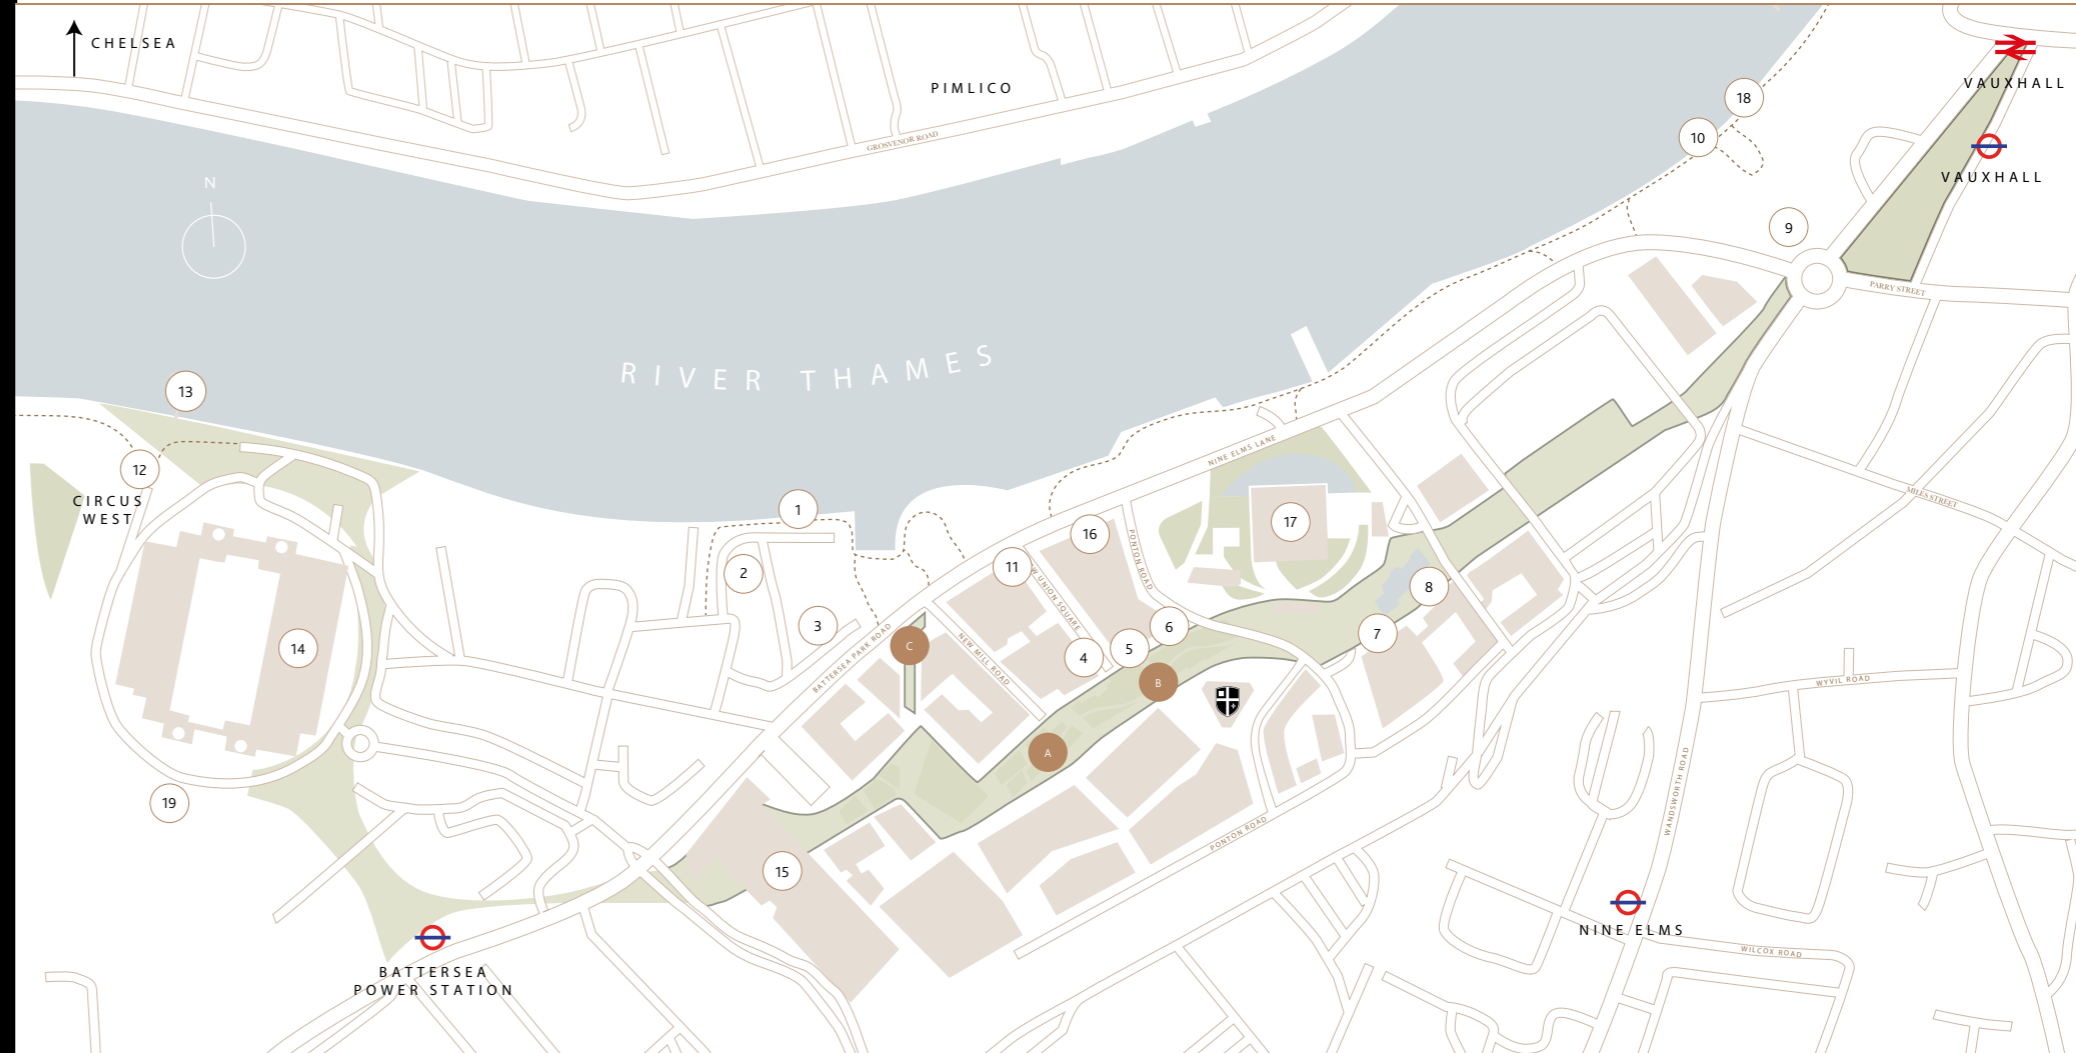 CHELSEA
PIMLICO
VAUXHALL
18
10
GROSVENOR ROAD
VAUXHALL
N
9
PARRY STREET
RIVER THAMES
13
NINE ELMS LANE
12
CIRCUS
WEST
MILES STREET
1
17
16
PONTON ROAD
11
W UNION SQUARE
2
8
3
6
7
BATTERSEA PARK ROAD
C
NEW MILL ROAD
14
5
4
B
WYVIL ROAD
A
WANDSWORTH ROAD
19
PONTON ROAD
15
NINE ELMS
WILCOX ROAD
BATTERSEA
POWER STATION